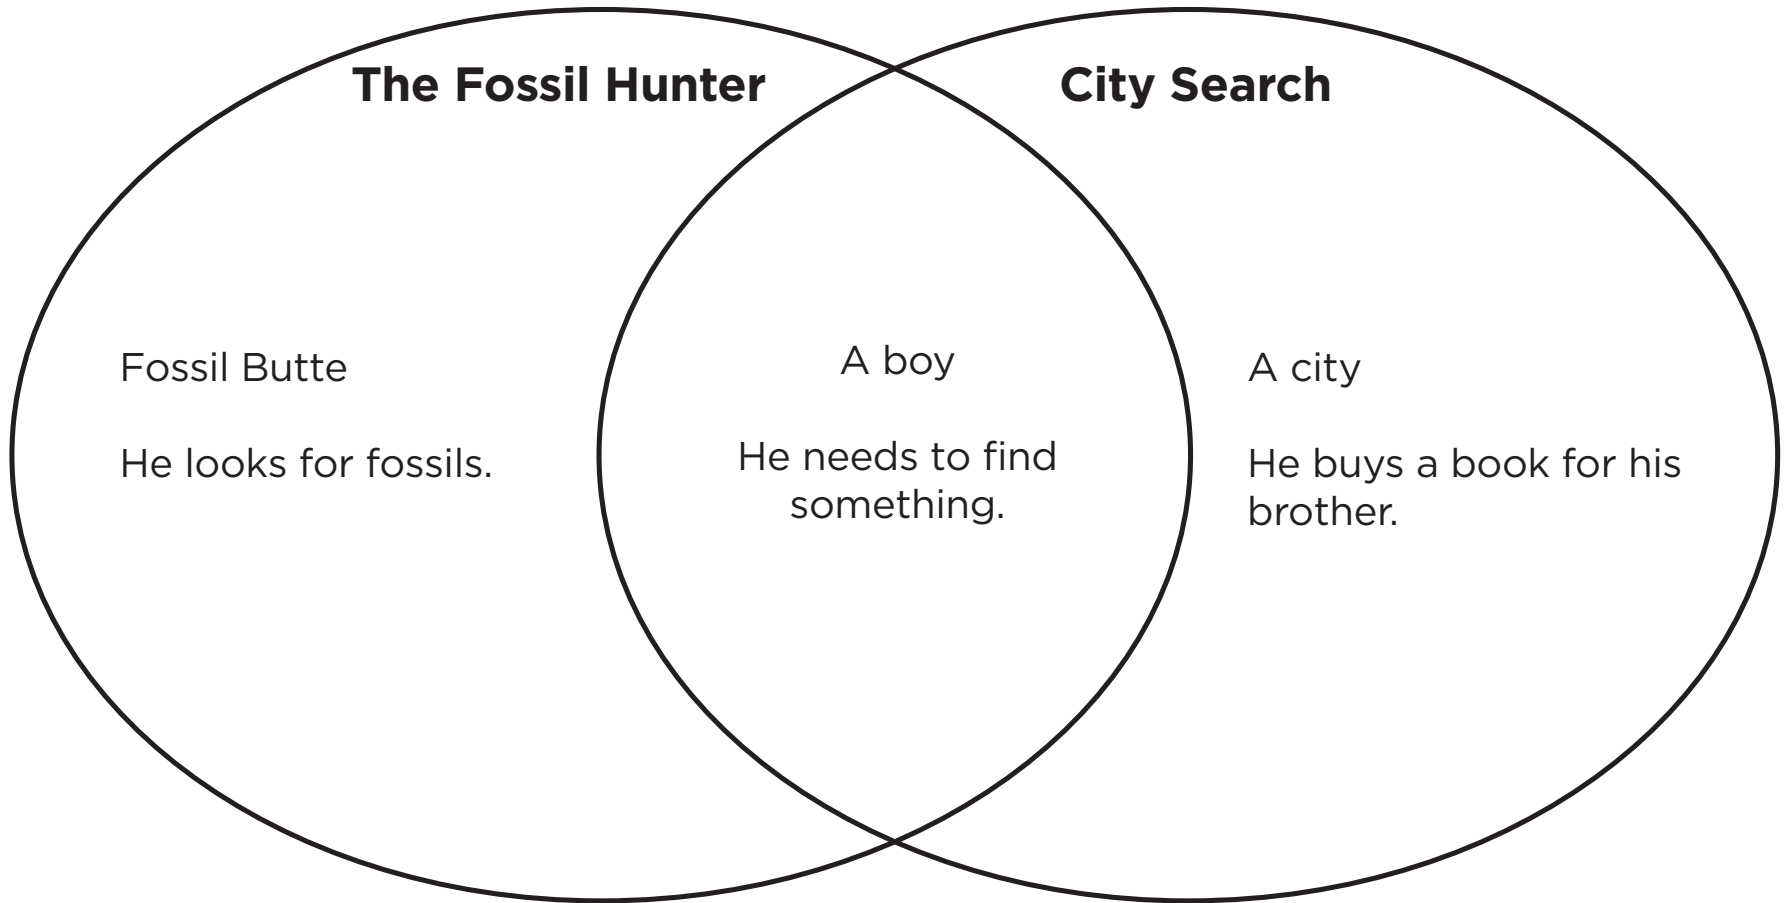 The Fossil Hunter
City Search
Fossil Butte
He looks for fossils.
A boy
He needs to find
something.
A city
He buys a book for his
brother.